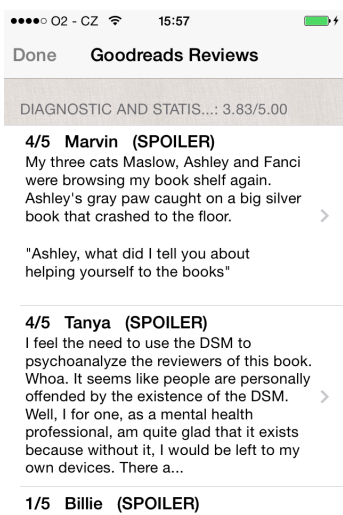 O2 - CZ 15:57
Done Goodreads Reviews
DIAGNOSTIC AND STATIS...: 3.83/5.00
4/5 Marvin (SPOILER)
My three cats Maslow, Ashley and Fanci
were browsing my book shelf again.
Ashley's gray paw caught on a big silver
book that crashed to the floor.
"Ashley, what did I tell you about
helping yourself to the books"
4/5 Tanya (SPOILER)
I feel the need to use the DSM to
psychoanalyze the reviewers of this book.
Whoa. It seems like people are personally
offended by the existence of the DSM.
Well, I for one, as a mental health
professional, am quite glad that it exists
because without it, I would be left to my
own devices. There a...
1/5 Billie (SPOILER)